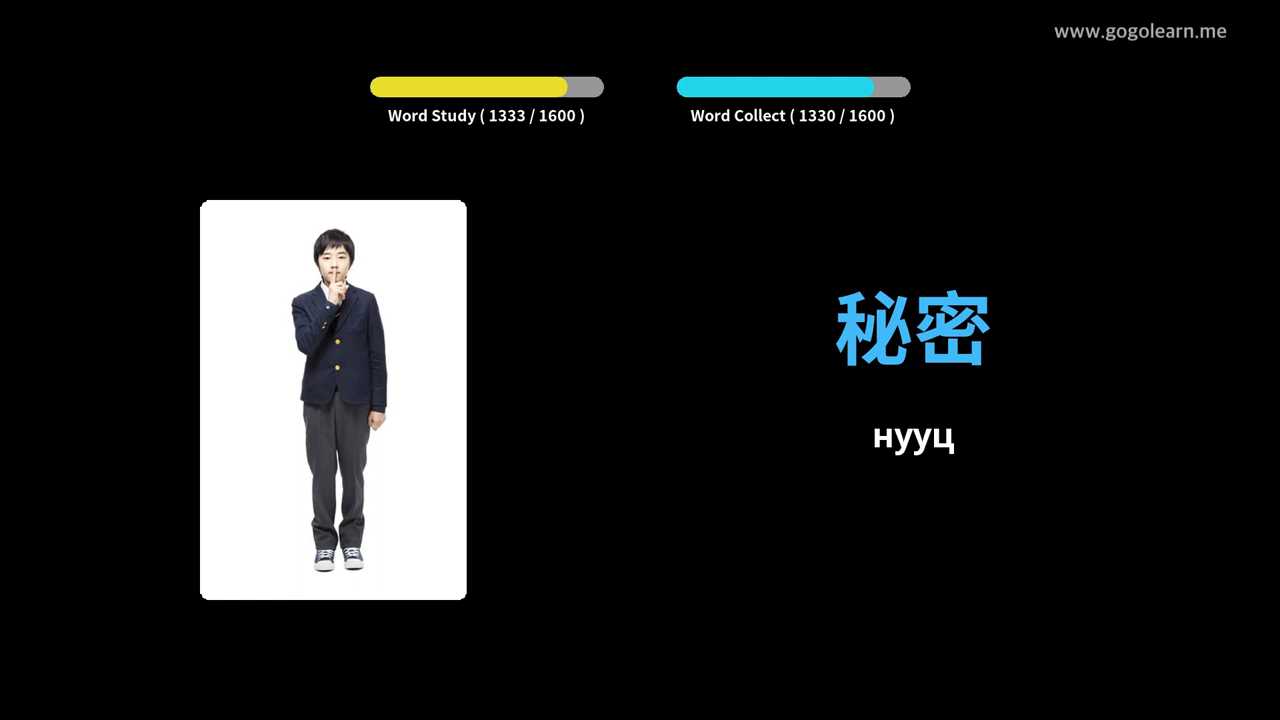 www.gogolearn.me
Word Study ( 1333 / 1600 )
Word Collect ( 1330 / 1600 )
秘密
нууц